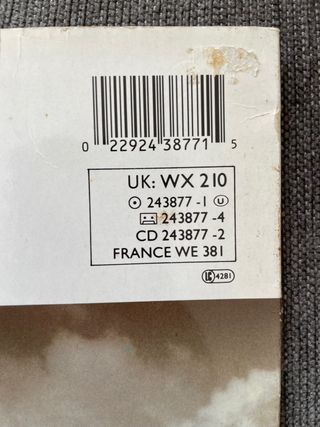 0 22924 38771 5
UK: WX 210
243877 -1 U
243877 -4
CD 243877 -2
FRANCE WE 381
LC 4281